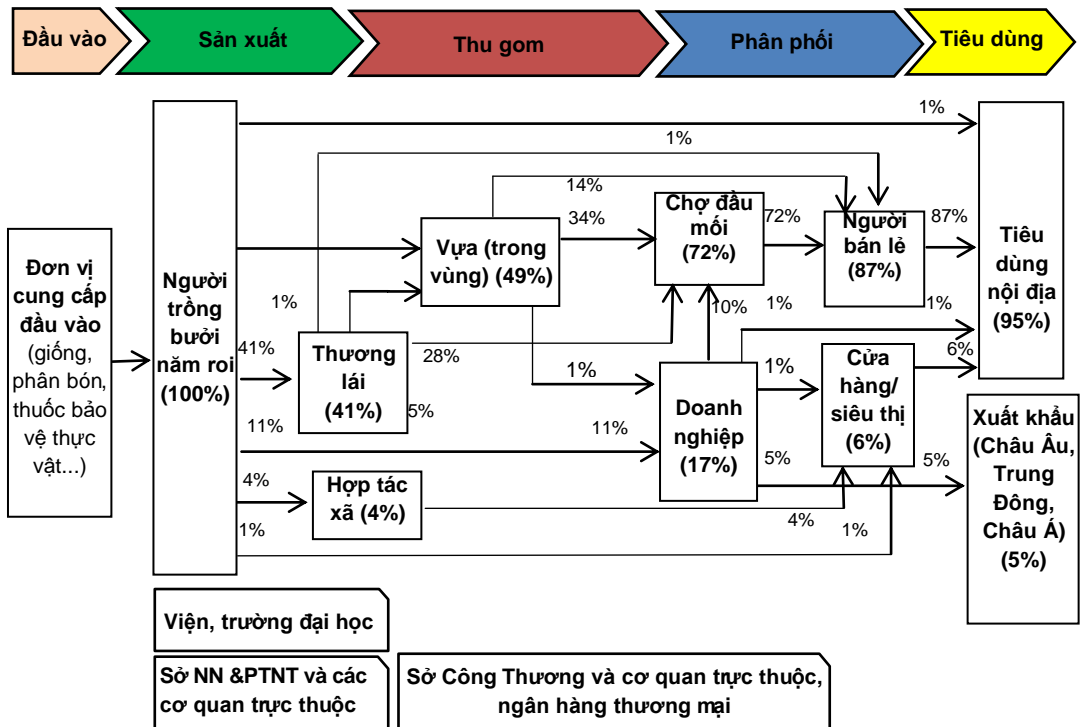 Đầu vào
Sản xuất
Thu gom
Phân phối
Tiêu dùng
Đơn vị
cung cấp
đầu vào
(giống,
phân bón,
thuốc bảo
vệ thực
vật...)
Người
trồng
bưởi
năm roi
(100%)
1%
1%
14%
Vựa (trong
vùng) (49%)
34%
Chợ đầu
mối
(72%)
72%
Người
bán lẻ
(87%)
87%
Tiêu
dùng
nội địa
(95%)
1%
41%
Thương
lái
(41%)
28%
5%
10%
1%
1%
1%
1%
Cửa
hàng/
siêu thị
(6%)
6%
11%
11%
Doanh
nghiệp
(17%)
5%
5%
Xuất khẩu
(Châu Âu,
Trung
Đông,
Châu Á)
(5%)
4%
Hợp tác
xã (4%)
4%
1%
1%
Viện, trường đại học
Sở NN &PTNT và các
cơ quan trực thuộc
Sở Công Thương và cơ quan trực thuộc,
ngân hàng thương mại